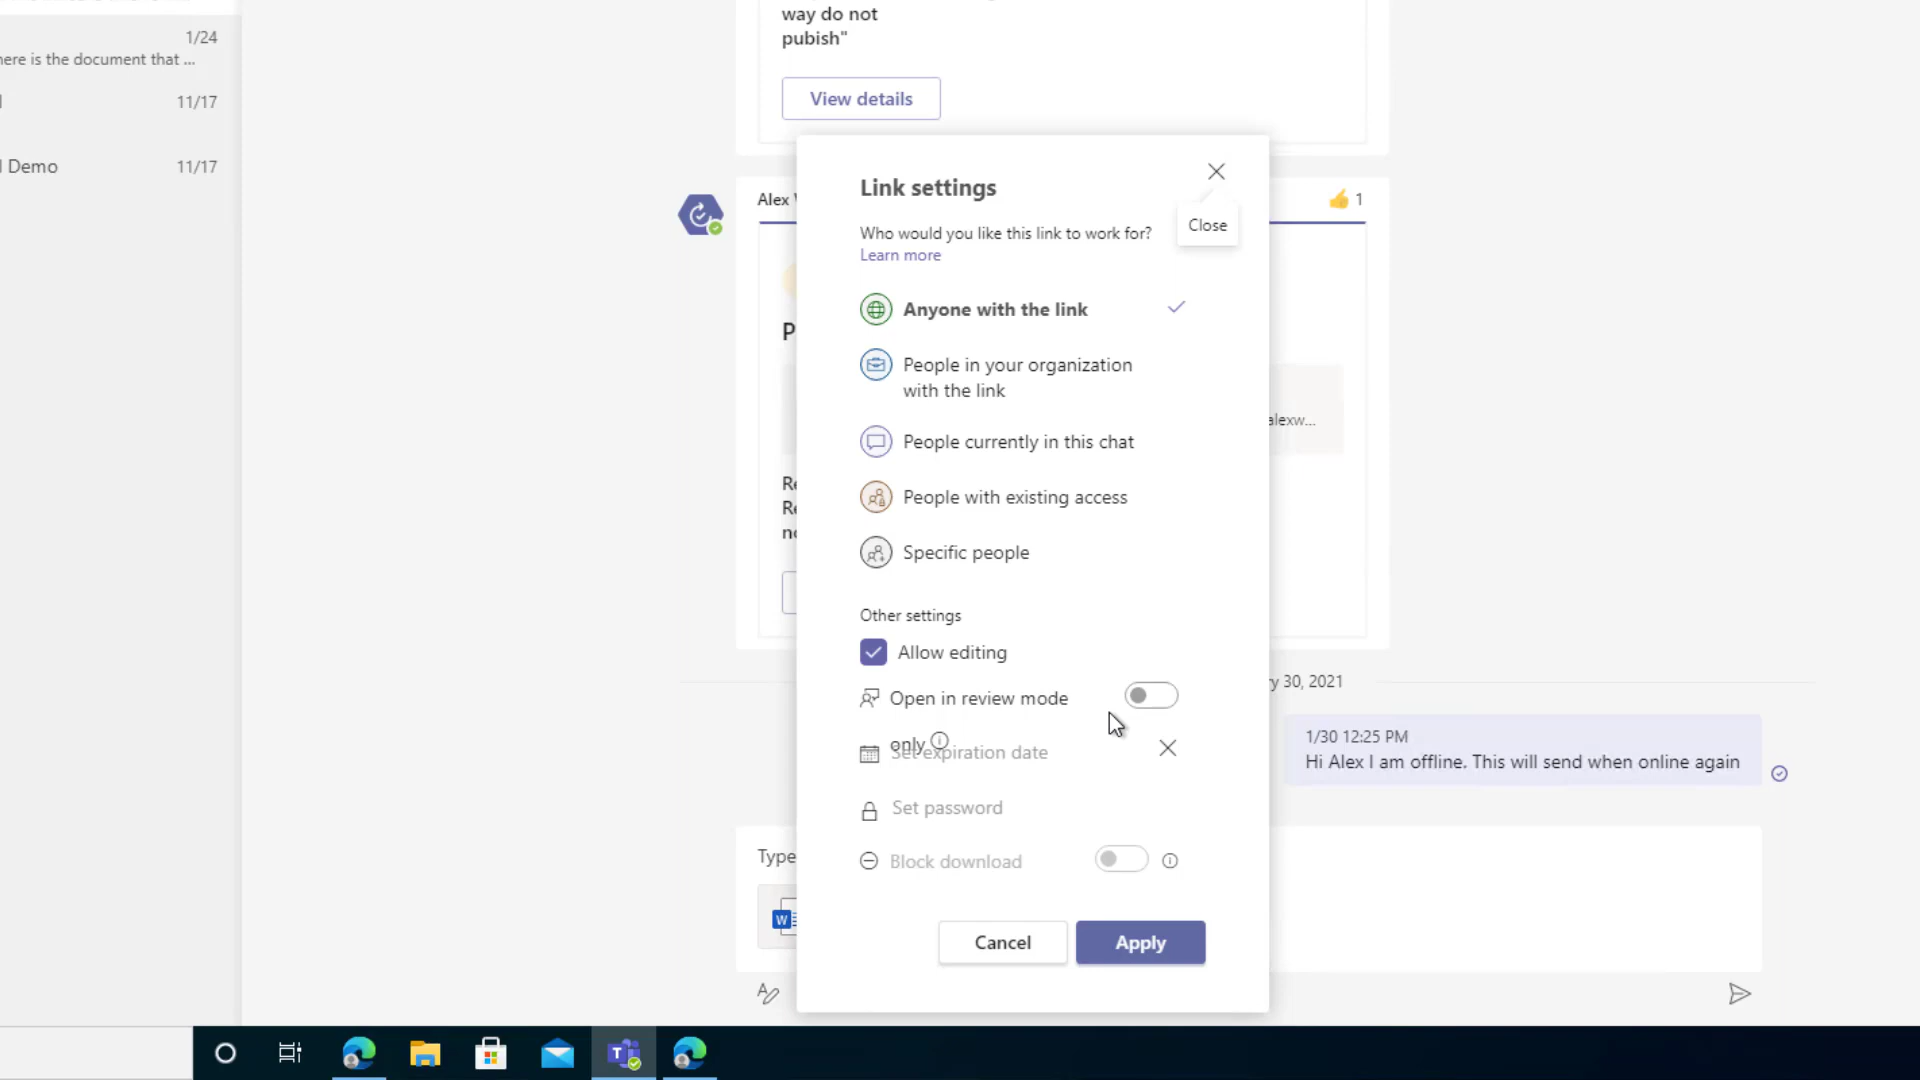 1/24
here is the document that ...
11/17
Demo
11/17
way do not
pubish"
View details
Alex
1
Link settings
Close
Who would you like this link to work for?
Learn more
Anyone with the link
People in your organization
with the link
alexw...
People currently in this chat
People with existing access
Specific people
Other settings
Allow editing
Open in review mode
only
30, 2021
Set expiration date
1/30 12:25 PM
Hi Alex I am offline. This will send when online again
Set password
Type
Block download
W
Cancel
Apply